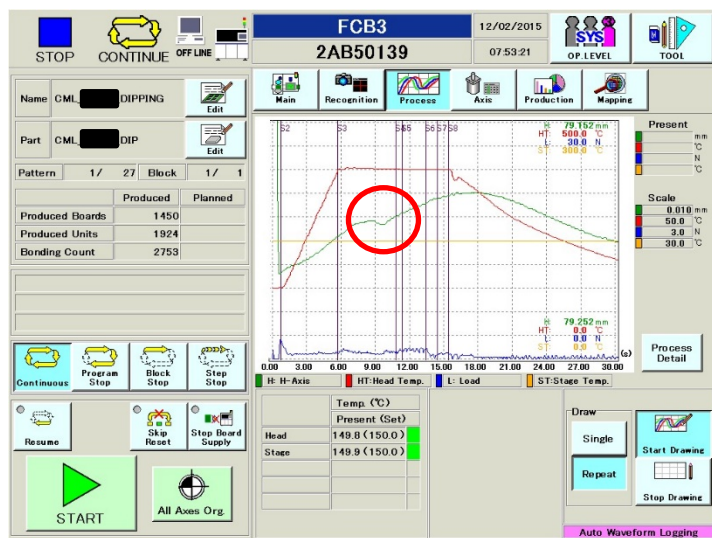 STOP
CONTINUE
OFF LINE
FCB3
2AB50139
12/02/2015
07:53:21
SYS
OP.LEVEL
TOOL
Name CML_ DIPPING
Edit
Part CML_ DIP
Edit
Pattern 1/ 27 Block 1/ 1
Produced Planned
Produced Boards 1450
Produced Units 1924
Bonding Count 2753
Continuous
Program Stop
Block Stop
Step Stop
Resume
Skip Reset
Stop Board Supply
START
All Axes Org.
Main
Recognition
Process
Axis
Production
Mapping
S2 S3 S4 S5 S6 S7 S8
H: 79.152 mm
HT: 500.0 ℃
L: 30.0 N
ST: 300.0 ℃
H: 79.252 mm
HT: 0.0 ℃
L: 0.0 N
ST: 0.0 ℃
0.00 3.00 6.00 9.00 12.00 15.00 18.00 21.00 24.00 27.00 30.00 (s)
H: H-Axis HT:Head Temp. L: Load ST:Stage Temp.
Present
mm
℃
N
℃
Scale
0.010 mm
50.0 ℃
3.0 N
30.0 ℃
Process Detail
Temp. (℃)
Present (Set)
Head 149.8 (150.0)
Stage 149.9 (150.0)
Draw
Single
Repeat
Start Drawing
Stop Drawing
Auto Waveform Logging